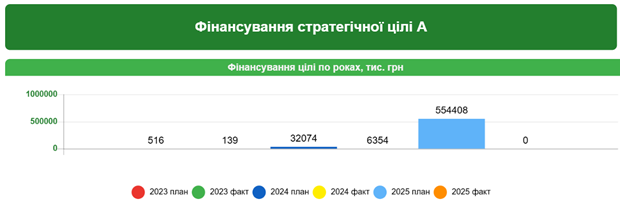 Фінансування стратегічної цілі А
Фінансування цілі по роках, тис. грн
1000000
500000
0
516 139 32074 6354 554408 0
2023 план 2023 факт 2024 план 2024 факт 2025 план 2025 факт